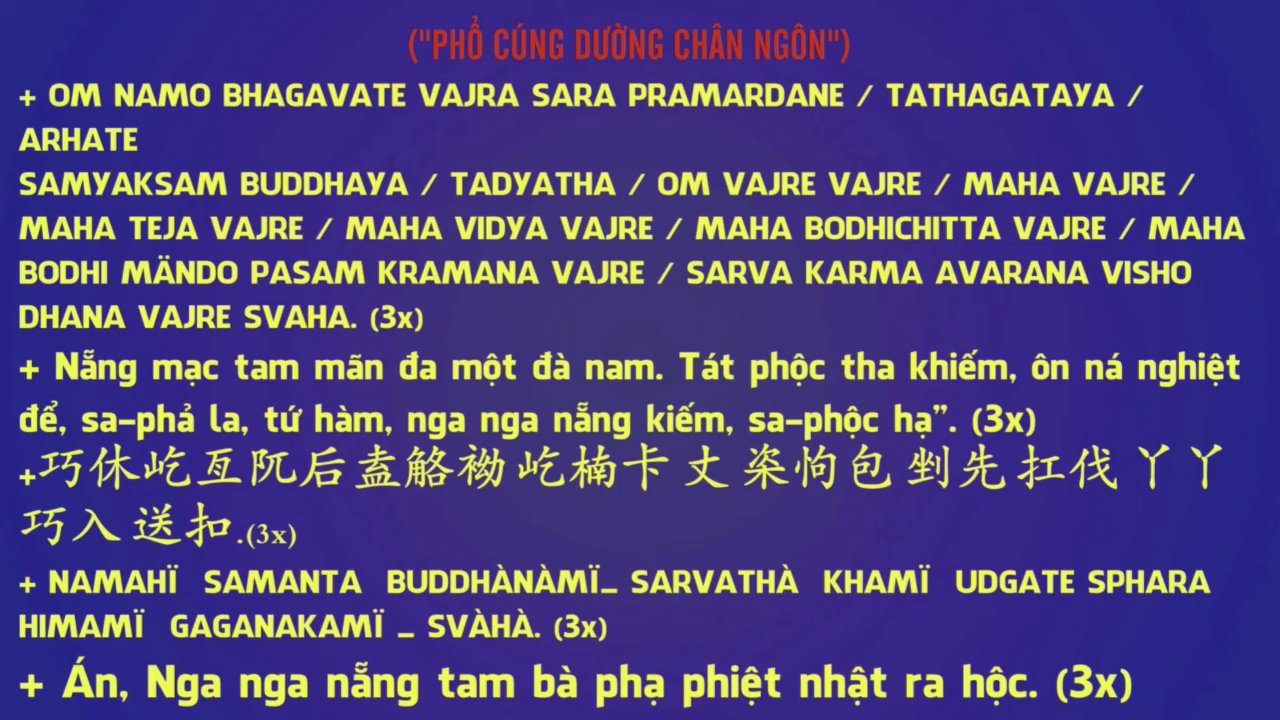 ("PHỔ CÚNG DƯỜNG CHÂN NGÔN")
+ OM NAMO BHAGAVATE VAJRA SARA PRAMARDANE / TATHAGATAYA /
ARHATE
SAMYAKSAM BUDDHAYA / TADYATHA / OM VAJRE VAJRE / MAHA VAJRE /
MAHA TEJA VAJRE / MAHA VIDYA VAJRE / MAHA BODHICHITTA VAJRE / MAHA
BODHI MÄNDO PASAM KRAMANA VAJRE / SARVA KARMA AVARANA VISHO
DHANA VAJRE SVAHA. (3x)
+ Nẵng mạc tam mãn đa một đà nam. Tát phộc tha khiếm, ôn ná nghiệt
để, sa-phả la, tứ hàm, nga nga nẵng kiếm, sa-phộc hạ”. (3x)
+巧休屹亙阢后盍觡袎屹楠卡丈楶怐包剉先扛伐丫丫
巧入送扣.(3x)
+ NAMAHÏ SAMANTA BUDDHÀNÀMÏ_ SARVATHÀ KHAMÏ UDGATE SPHARA
HIMAMÏ GAGANAKAMÏ _ SVÀHÀ. (3x)
+ Án, Nga nga nẵng tam bà phạ phiệt nhật ra hộc. (3x)